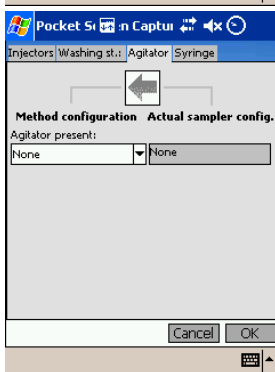 Pocket S n Captu
Injectors Washing st.: Agitator Syringe
Method configuration Actual sampler config.
Agitator present:
None None
Cancel OK